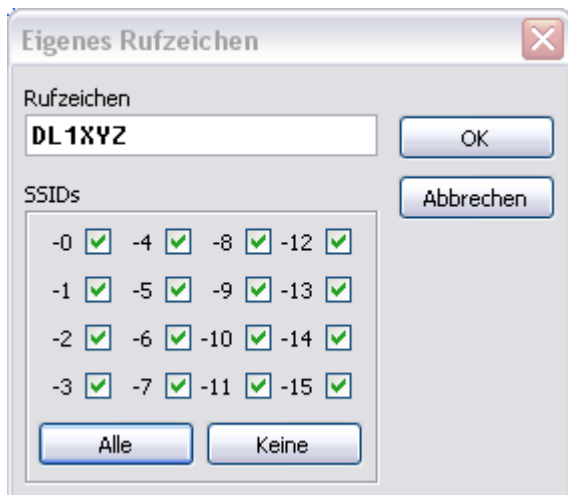 Eigenes Rufzeichen
Rufzeichen
DL1XYZ
OK
Abbrechen
SSIDs
-0 -4 -8 -12
-1 -5 -9 -13
-2 -6 -10 -14
-3 -7 -11 -15
Alle Keine